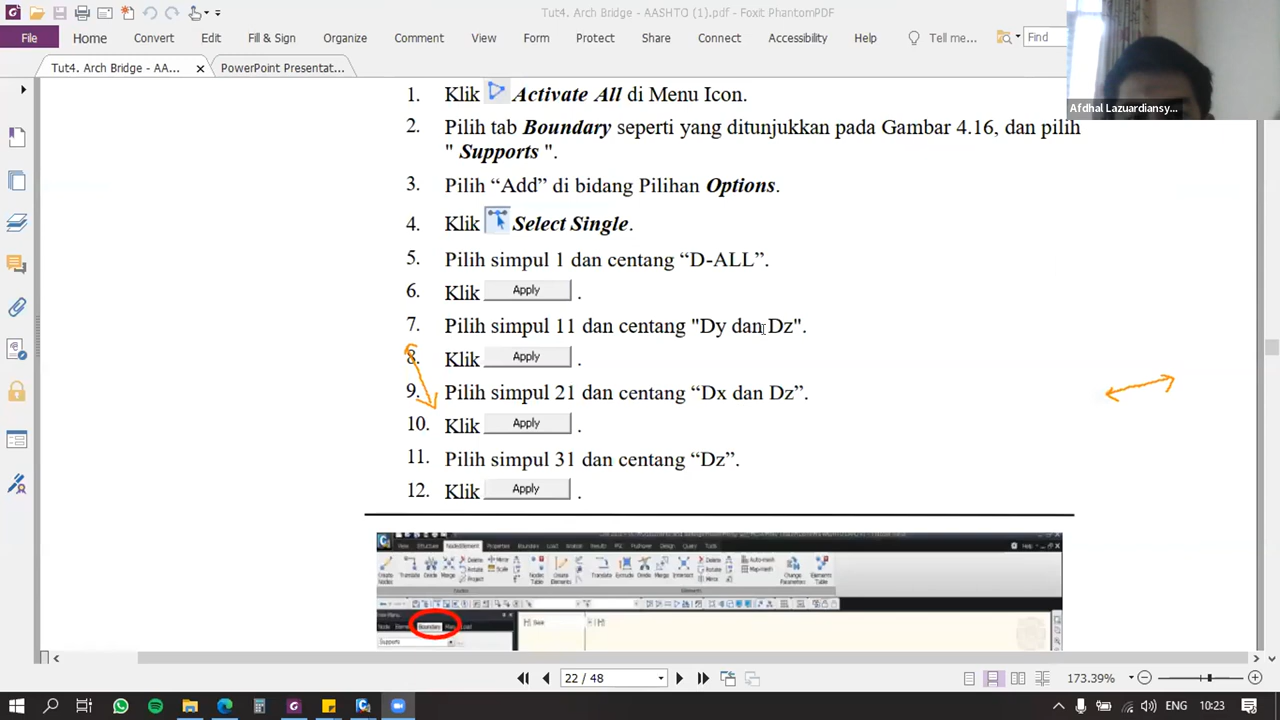 Tut4. Arch Bridge - AASHTO (1).pdf - Foxit PhantomPDF
File Home Convert Edit Fill & Sign Organize Comment View Form Protect Share Connect Accessibility Help Tell me... Find
Tut4. Arch Bridge - AA... PowerPoint Presentat...
Afdhal Lazuardiansy...
1. Klik Activate All di Menu Icon.
2. Pilih tab Boundary seperti yang ditunjukkan pada Gambar 4.16, dan pilih
" Supports ".
3. Pilih “Add” di bidang Pilihan Options.
4. Klik Select Single.
5. Pilih simpul 1 dan centang “D-ALL”.
6. Klik Apply .
7. Pilih simpul 11 dan centang "Dy dan Dz".
8. Klik Apply .
9. Pilih simpul 21 dan centang “Dx dan Dz”.
10. Klik Apply .
11. Pilih simpul 31 dan centang “Dz”.
12. Klik Apply .
Boundary
Supports
22 / 48 173.39%
ENG 10:23